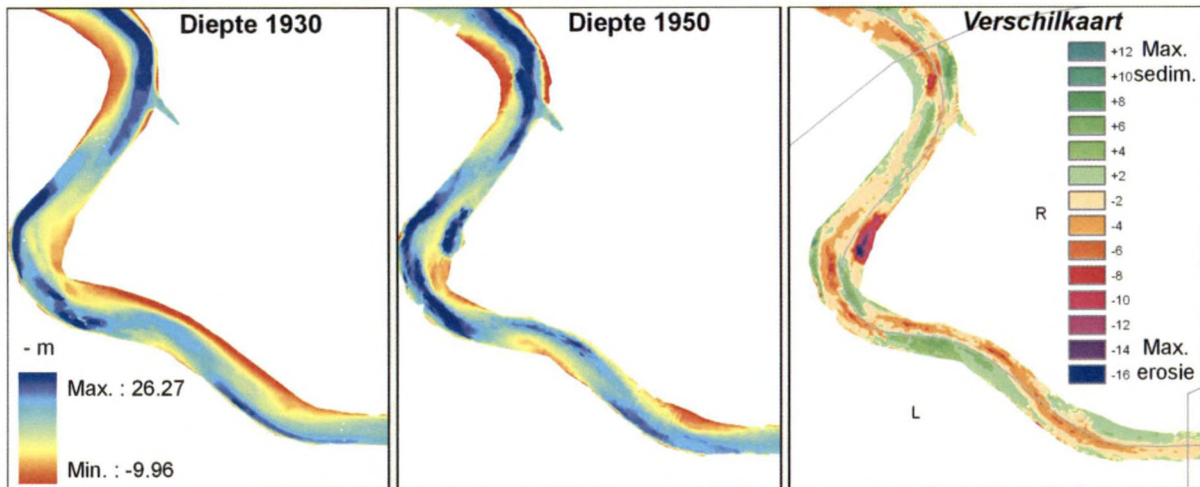 Diepte 1930
- m
Max. : 26.27
Min. : -9.96
Diepte 1950
Verschilkaart
+12 Max.
+10 sedim.
+8
+6
+4
+2
-2
-4
-6
-8
-10
-12
-14 Max.
-16 erosie
R
L